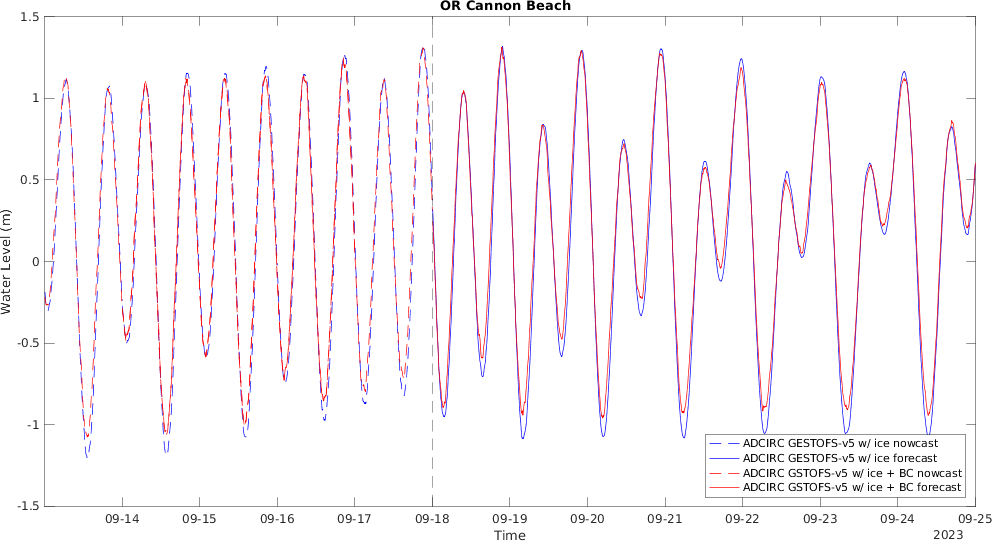 OR Cannon Beach
1.5
1
0.5
0
-0.5
-1
-1.5
Water Level (m)
09-14
09-15
09-16
09-17
09-18
09-19
09-20
09-21
09-22
09-23
09-24
09-25
Time
2023
ADCIRC GESTOFS-v5 w/ ice nowcast
ADCIRC GESTOFS-v5 w/ ice forecast
ADCIRC GSTOFS-v5 w/ ice + BC nowcast
ADCIRC GSTOFS-v5 w/ ice + BC forecast